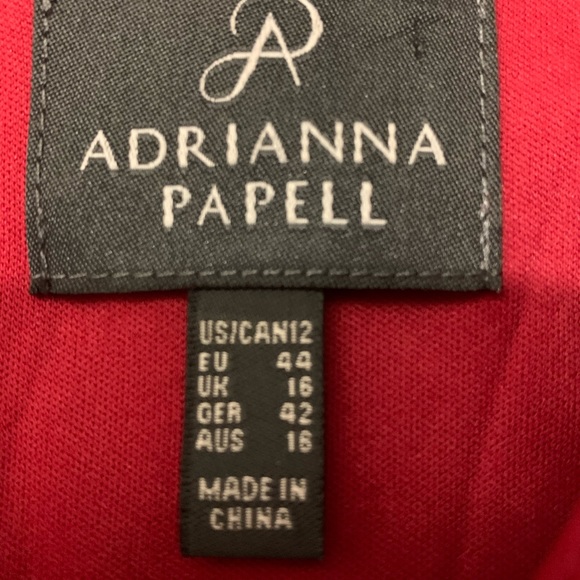 AP
ADRIANNA
PAPELL
US/CAN12
EU 44
UK 16
GER 42
AUS 16
MADE IN
CHINA